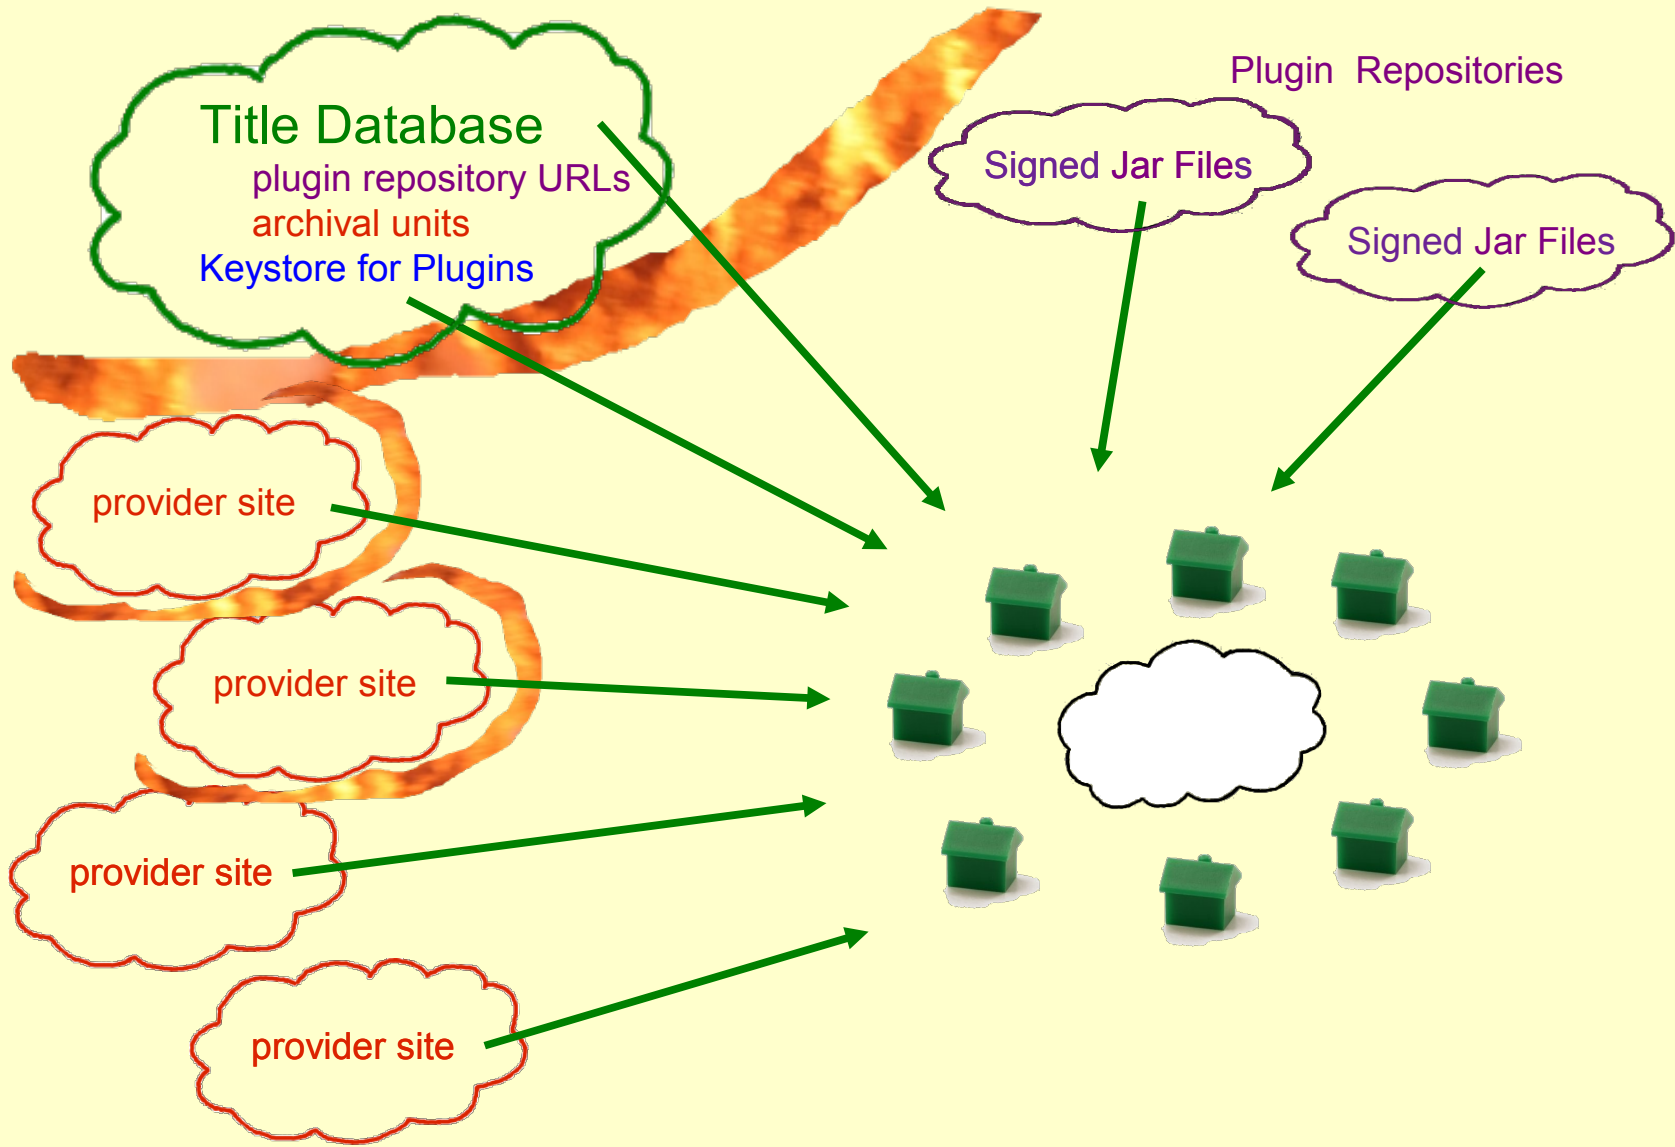 Title Database
plugin repository URLs
archival units
Keystore for Plugins
Plugin Repositories
Signed Jar Files
Signed Jar Files
provider site
provider site
provider site
provider site